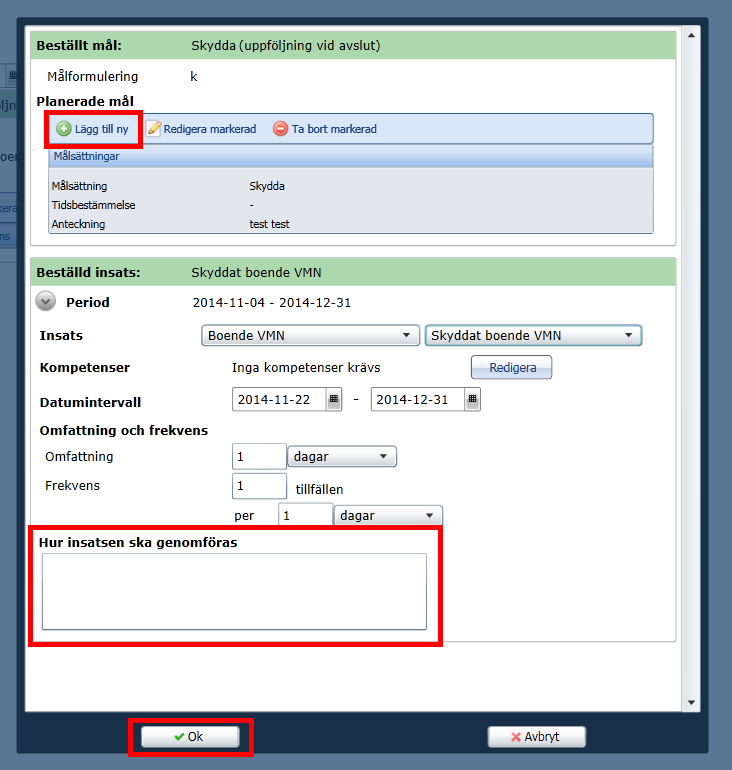 Beställt mål: Skydda (uppföljning vid avslut)
Målformulering k
Planerade mål
Lägg till ny Redigera markerad Ta bort markerad
Målsättningar
Målsättning Skydda
Tidsbestämmelse -
Anteckning test test
Beställd insats: Skyddat boende VMN
Period 2014-11-04 - 2014-12-31
Insats Boende VMN Skyddat boende VMN
Kompetenser Inga kompetenser krävs Redigera
Datumintervall 2014-11-22 - 2014-12-31
Omfattning och frekvens
Omfattning 1 dagar
Frekvens 1 tillfällen
per 1 dagar
Hur insatsen ska genomföras
Ok Avbryt